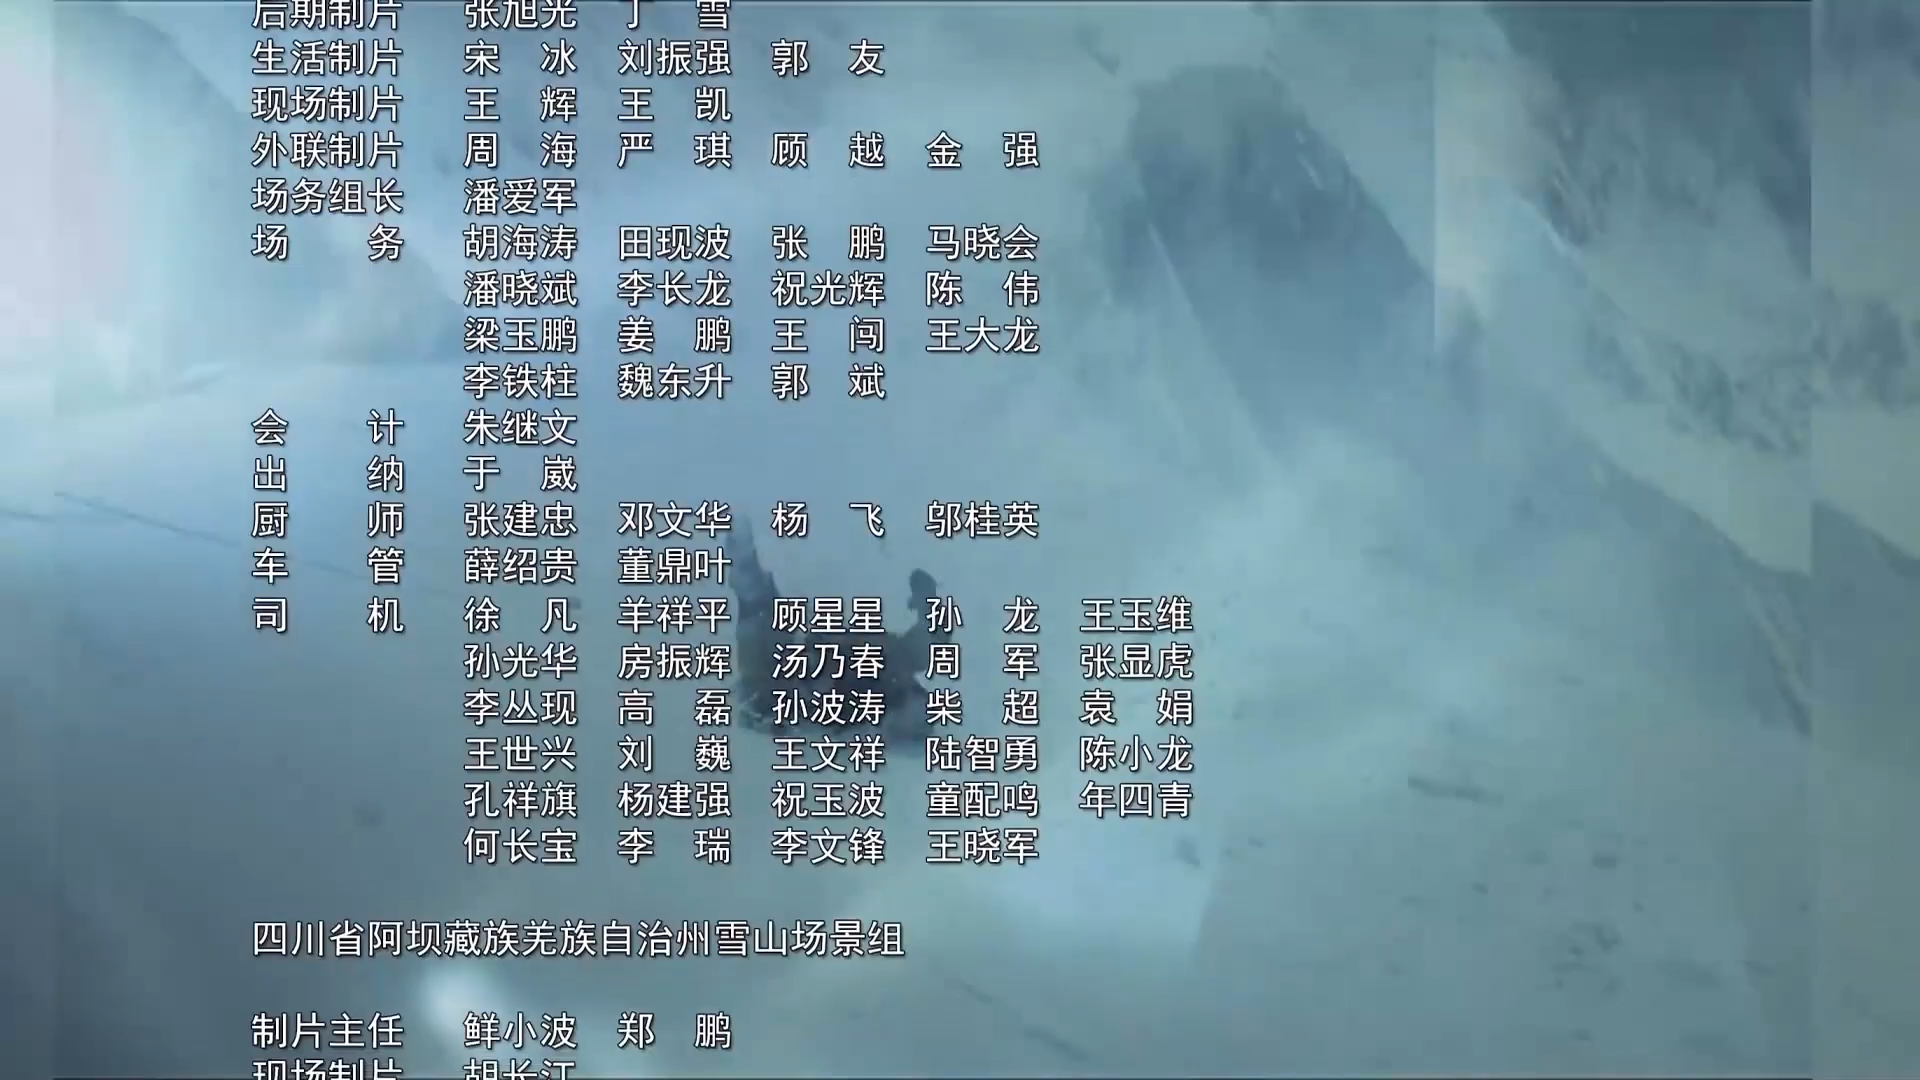 后期制片 张旭光 丁 雪
生活制片 宋 冰 刘振强 郭 友
现场制片 王 辉 王 凯
外联制片 周 海 严 琪 顾 越 金 强
场务组长 潘爱军
场 务 胡海涛 田现波 张 鹏 马晓会
潘晓斌 李长龙 祝光辉 陈 伟
梁玉鹏 姜 鹏 王 闯 王大龙
李铁柱 魏东升 郭 斌
会 计 朱继文
出 纳 于 崴
厨 师 张建忠 邓文华 杨 飞 邬桂英
车 管 薛绍贵 董鼎叶
司 机 徐 凡 羊祥平 顾星星 孙 龙 王玉维
孙光华 房振辉 汤乃春 周 军 张显虎
李丛现 高 磊 孙波涛 柴 超 袁 娟
王世兴 刘 巍 王文祥 陆智勇 陈小龙
孔祥旗 杨建强 祝玉波 童配鸣 年四青
何长宝 李 瑞 李文锋 王晓军
四川省阿坝藏族羌族自治州雪山场景组
制片主任 鲜小波 郑 鹏
现场制片 胡长江